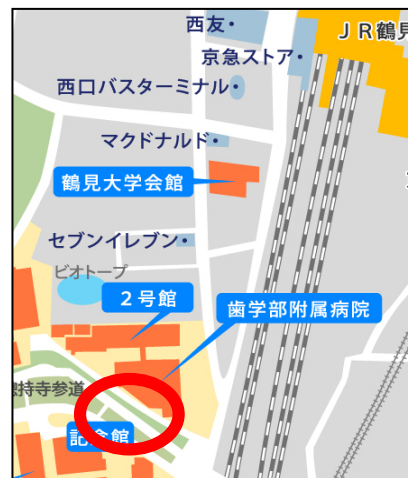 西友
JR鶴見
京急ストア
西口バスターミナル
マクドナルド
鶴見大学会館
セブンイレブン
ビオトープ
2号館
歯学部附属病院
持寺参道
記念館